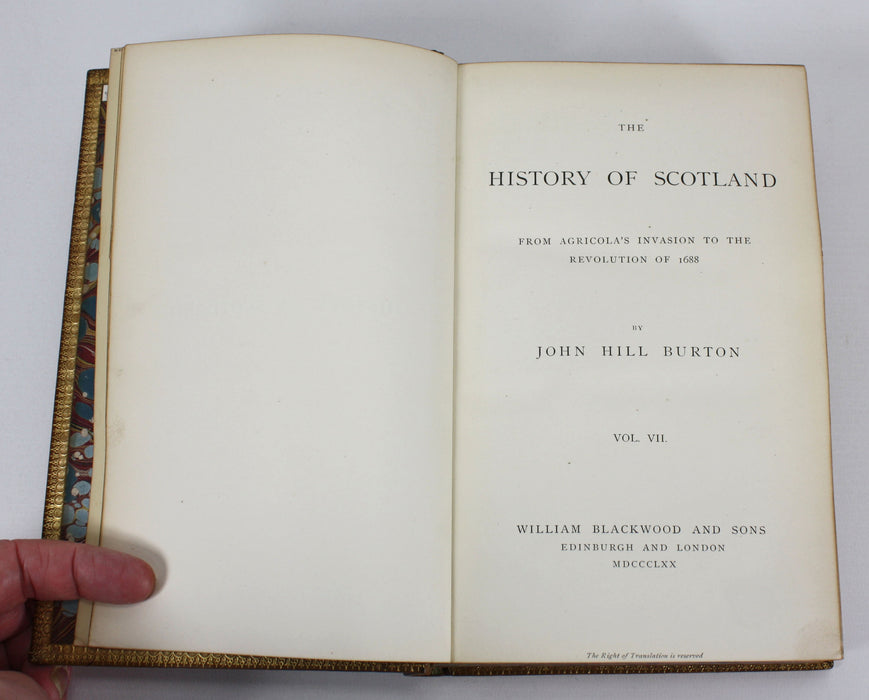 THE
HISTORY OF SCOTLAND
FROM AGRICOLA'S INVASION TO THE
REVOLUTION OF 1688
BY
JOHN HILL BURTON
VOL. VII.
WILLIAM BLACKWOOD AND SONS
EDINBURGH AND LONDON
MDCCCLXX
The Right of Translation is reserved